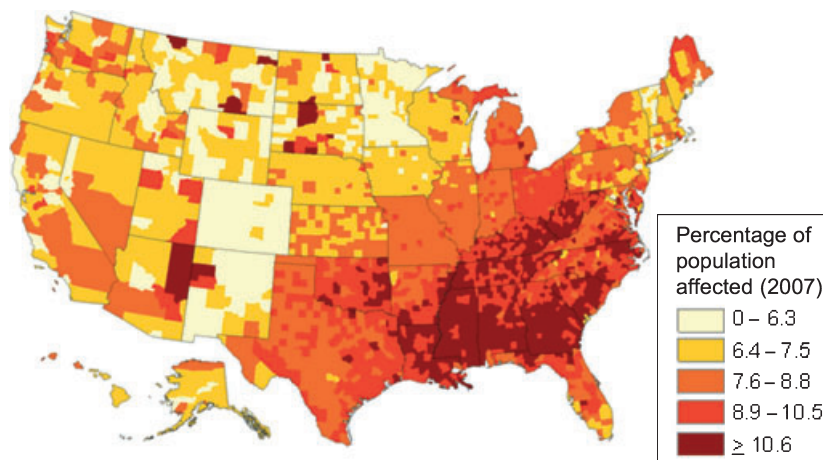 Percentage of
population
affected (2007)
0 – 6.3
6.4 – 7.5
7.6 – 8.8
8.9 – 10.5
≥ 10.6